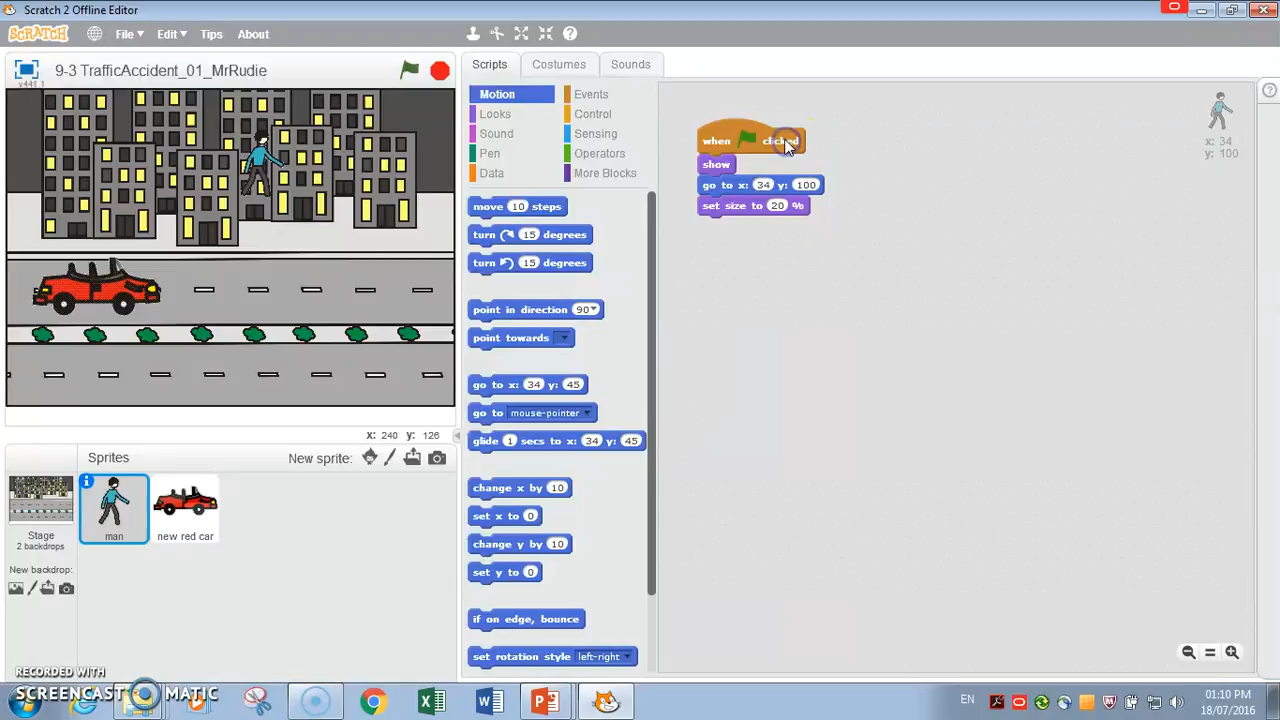 Scratch 2 Offline Editor
SCRATCH File Edit Tips About
9-3 TrafficAccident_01_MrRudie
v441.1
Scripts Costumes Sounds
Motion Events
Looks Control
Sound Sensing
Pen Operators
Data More Blocks
move 10 steps
turn 15 degrees
turn 15 degrees
point in direction 90
point towards
go to x: 34 y: 45
go to mouse-pointer
glide 1 secs to x: 34 y: 45
change x by 10
set x to 0
change y by 10
set y to 0
if on edge, bounce
set rotation style left-right
when clicked
show
go to x: 34 y: 100
set size to 20 %
x: 34
y: 100
x: 240 y: 126
Sprites New sprite:
Stage
2 backdrops
New backdrop:
man
new red car
RECORDED WITH
SCREENCAST MATIC
EN
01:10 PM
18/07/2016